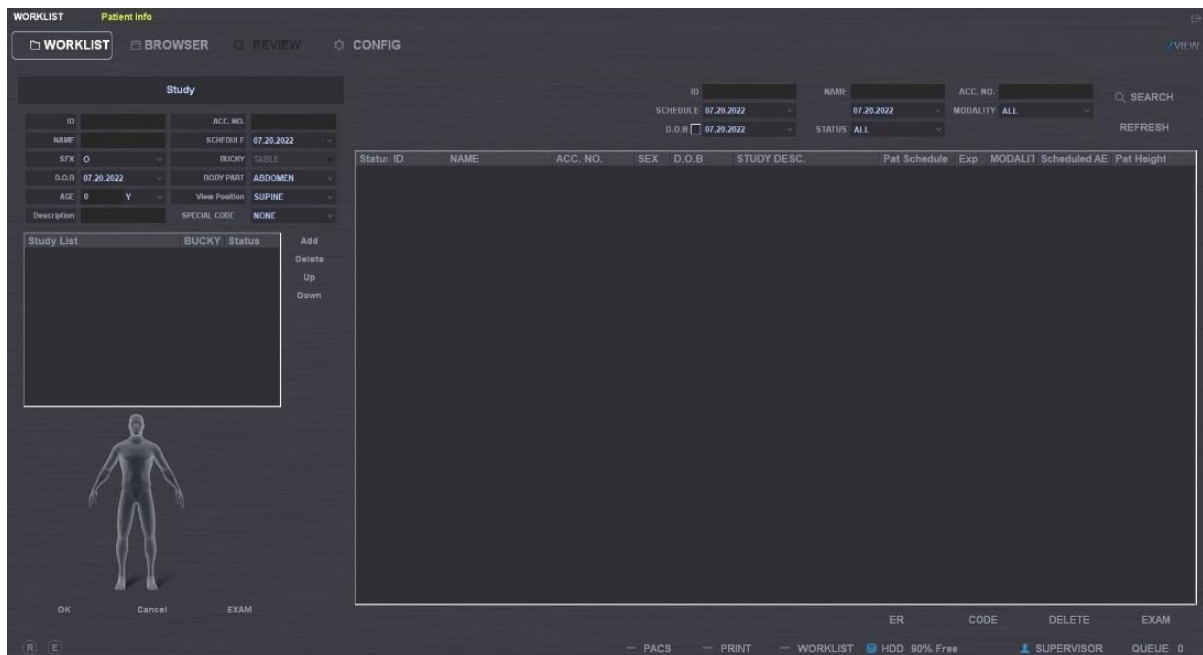 WORKLIST Patient Info
WORKLIST BROWSER REVIEW CONFIG
ZVIEW
Study
ID ACC. NO.
NAME SCHEDULE 07.20.2022
SEX O BUCKY TABLE
D.O.B 07.20.2022 BODY PART ABDOMEN
AGE 0 Y View Position SUPINE
Description SPECIAL CODE NONE
Study List BUCKY Status
Add
Delete
Up
Down
OK Cancel EXAM
ID NAME ACC. NO.
SEARCH
SCHEDULE 07.20.2022 07.20.2022 MODALITY ALL
D.O.B 07.20.2022 STATUS ALL
REFRESH
Statu: ID NAME ACC. NO. SEX D.O.B STUDY DESC. Pat Schedule Exp MODALIT Scheduled AE Pat Height
ER CODE DELETE EXAM
R E
PACS PRINT WORKLIST HDD 90% Free SUPERVISOR QUEUE 0